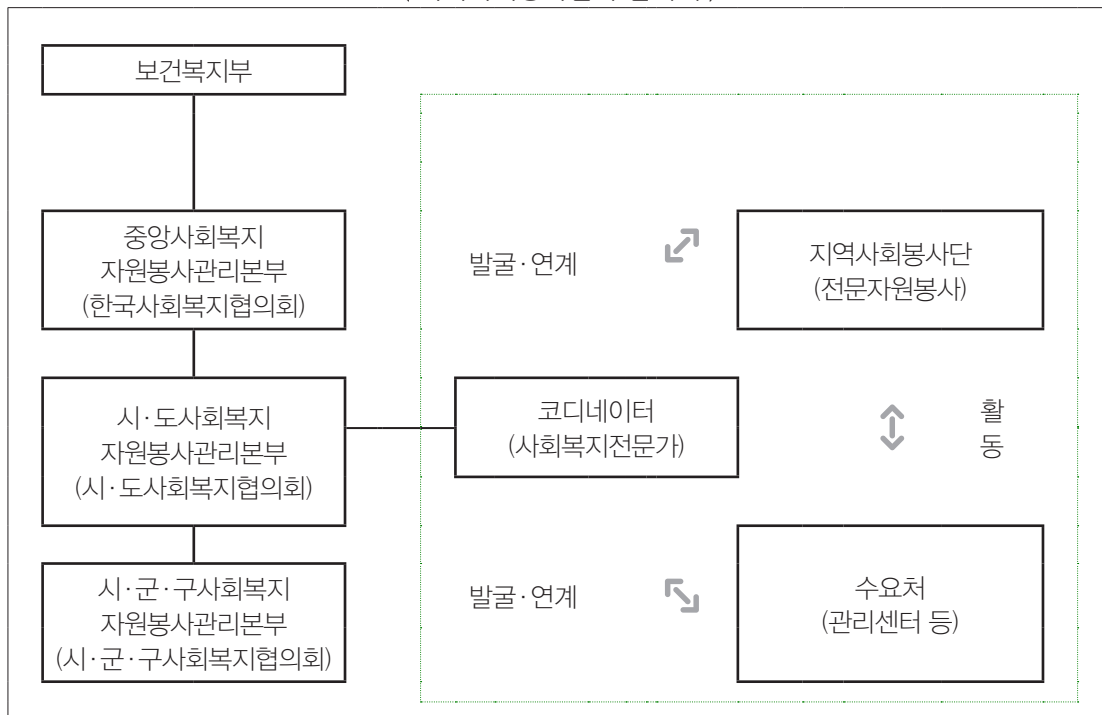 보건복지부
중앙사회복지
자원봉사관리본부
(한국사회복지협의회)
시·도사회복지
자원봉사관리본부
(시·도사회복지협의회)
시·군·구사회복지
자원봉사관리본부
(시·군·구사회복지협의회)
발굴·연계
지역사회봉사단
(전문자원봉사)
코디네이터
(사회복지전문가)
활
동
발굴·연계
수요처
(관리센터 등)